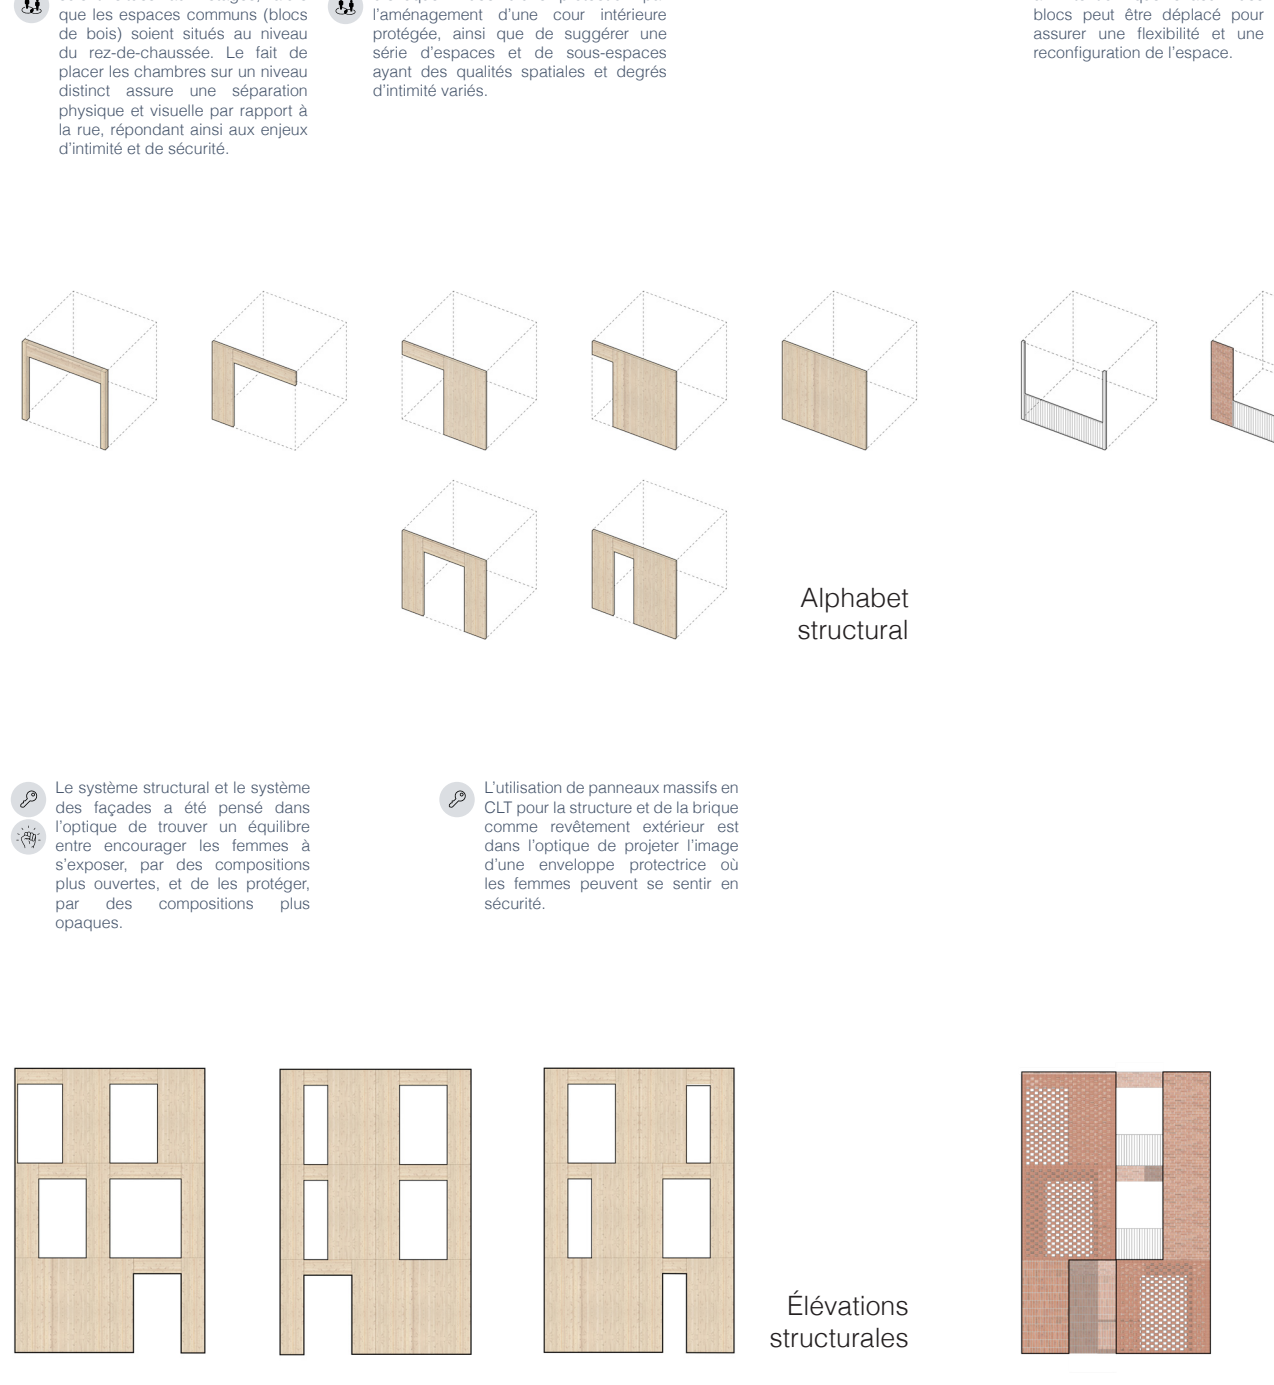 que les espaces communs (blocs
de bois) soient situés au niveau
du rez-de-chaussée. Le fait de
placer les chambres sur un niveau
distinct assure une séparation
physique et visuelle par rapport à
la rue, répondant ainsi aux enjeux
d'intimité et de sécurité.
l'aménagement d'une cour intérieure
protégée, ainsi que de suggérer une
série d'espaces et de sous-espaces
ayant des qualités spatiales et degrés
d'intimité variés.
blocs peut être déplacé pour
assurer une flexibilité et une
reconfiguration de l'espace.
Alphabet
structural
Le système structural et le système
des façades a été pensé dans
l'optique de trouver un équilibre
entre encourager les femmes à
s'exposer, par des compositions
plus ouvertes, et de les protéger,
par des compositions plus
opaques.
L'utilisation de panneaux massifs en
CLT pour la structure et de la brique
comme revêtement extérieur est
dans l'optique de projeter l'image
d'une enveloppe protectrice où
les femmes peuvent se sentir en
sécurité.
Élévations
structurales